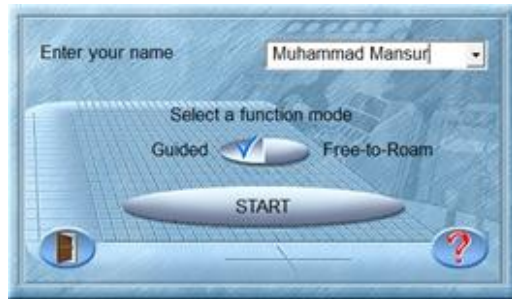 Enter your name Muhammad Mansur
Select a function mode
Guided Free-to-Roam
START
?